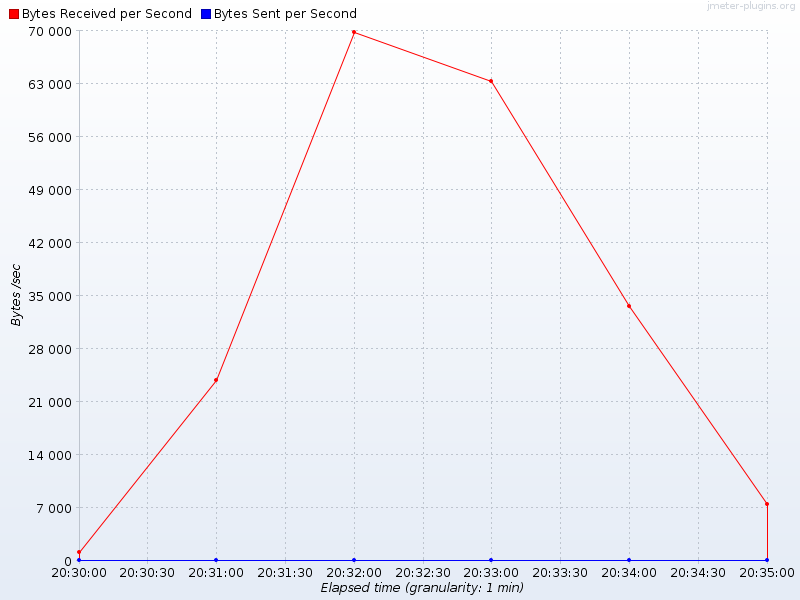 Bytes Received per Second Bytes Sent per Second
jmeter-plugins.org
70 000
63 000
56 000
49 000
42 000
35 000
28 000
21 000
14 000
7 000
0
Bytes /sec
20:30:00 20:30:30 20:31:00 20:31:30 20:32:00 20:32:30 20:33:00 20:33:30 20:34:00 20:34:30 20:35:00
Elapsed time (granularity: 1 min)